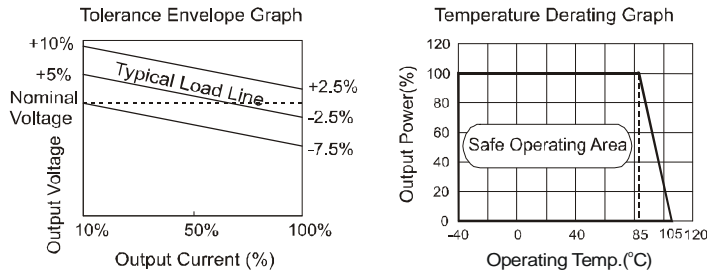 Tolerance Envelope Graph
+10%
+5%
Nominal
Voltage
Output Voltage
Typical Load Line
+2.5%
-2.5%
-7.5%
10%
50%
100%
Output Current (%)
Temperature Derating Graph
Output Power(%)
120
100
80
60
40
20
0
Safe Operating Area
-40
0
40
85
105
120
Operating Temp.(°C)